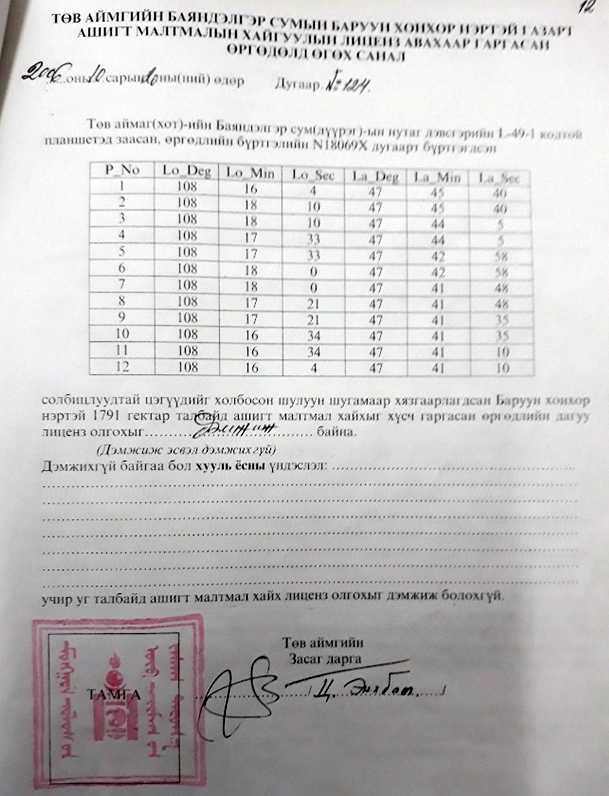 12
ТӨВ АЙМГИЙН БАЯНДЭЛГЭР СУМЫН БАРУУН ХОНХОР НЭРТЭЙ ГАЗАРТ
АШИГТ МАЛТМАЛЫН ХАЙГУУЛЫН ЛИЦЕНЗ АВАХААР ГАРГАСАН
ӨРГӨДӨЛД ӨГӨХ САНАЛ
2006.оны 10.сарын 20ны(ний) өдөр Дугаар №124.
Төв аймаг(хот)-ийн Баяндэлгэр сум(дүүрэг)-ын нутаг дэвсгэрийн L-49-1 кодтой
планшетэд заасан, өргөдлийн бүртгэлийн N18069X дугаарт бүртгэгдсэн
P_No Lo_Deg Lo_Min Lo_Sec La_Deg La_Min La_Sec
1 108 16 4 47 45 40
2 108 18 10 47 45 40
3 108 18 10 47 44 5
4 108 17 33 47 44 5
5 108 17 33 47 42 58
6 108 18 0 47 42 58
7 108 18 0 47 41 48
8 108 17 21 47 41 48
9 108 17 21 47 41 35
10 108 16 34 47 41 35
11 108 16 34 47 41 10
12 108 16 4 47 41 10
солбицлуудтай цэгүүдийг холбосон шулуун шугамаар хязгаарлагдсан Баруун хонхор
нэртэй 1791 гектар талбайд ашигт малтмал хайхыг хүсч гаргасан өргөдлийн дагуу
лиценз олгохыг.....Дэмжиж..... байна.
(Дэмжиж эсвэл дэмжихгүй)
Дэмжихгүй байгаа бол хууль ёсны үндэслэл:
учир уг талбайд ашигт малтмал хайх лиценз олгохыг дэмжиж болохгүй.
Төв аймгийн
Засаг дарга
ТАМГА
/ Ц. Энхбат /